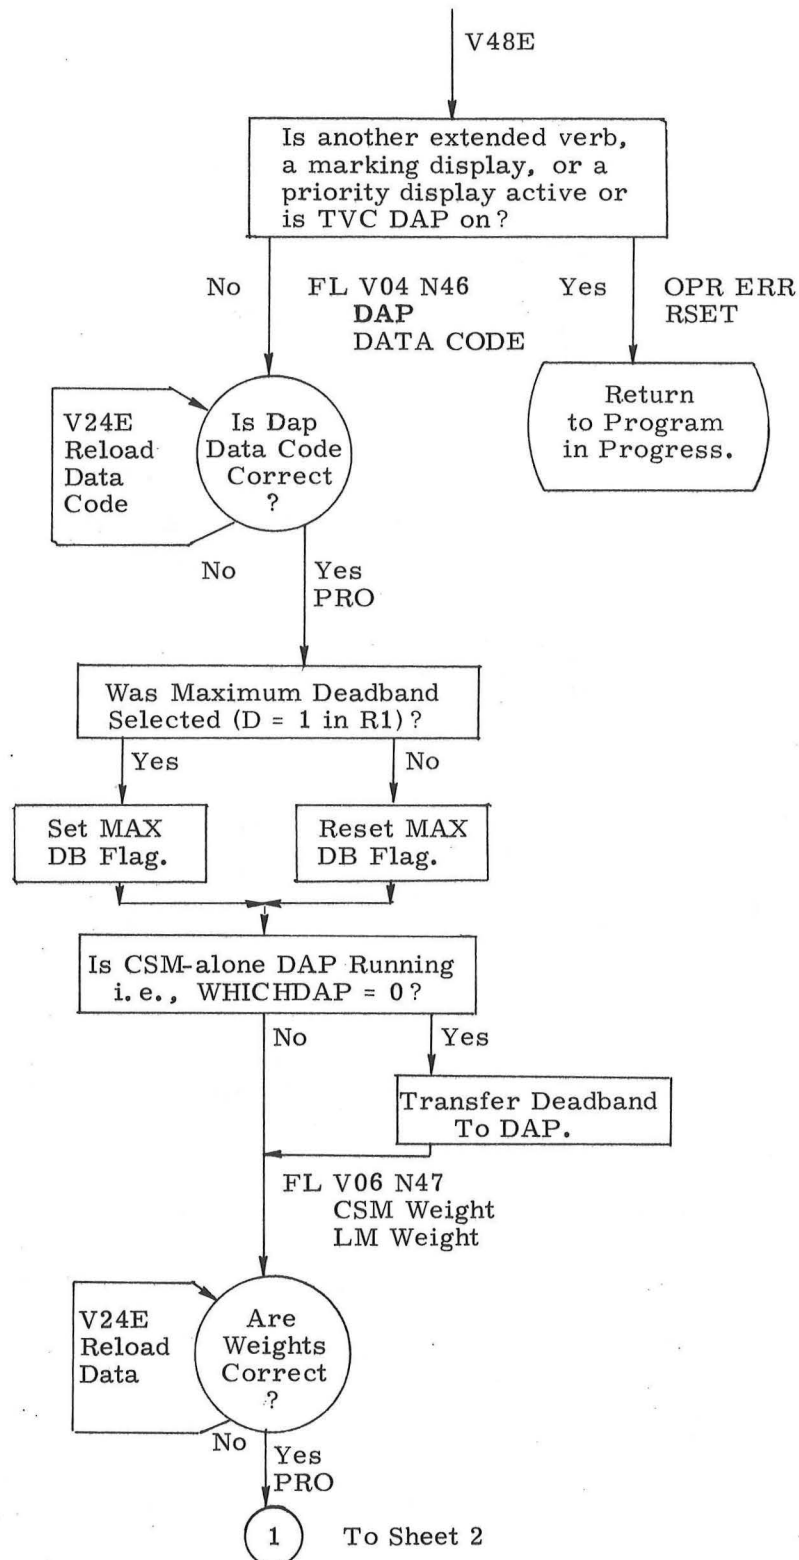 V48E
Is another extended verb,
a marking display, or a
priority display active or
is TVC DAP on?
No
FL V04 N46
DAP
DATA CODE
Yes
OPR ERR
RSET
Return
to Program
in Progress.
V24E
Reload
Data
Code
Is Dap
Data Code
Correct
?
No
Yes
PRO
Was Maximum Deadband
Selected (D = 1 in R1)?
Yes
No
Set MAX
DB Flag.
Reset MAX
DB Flag.
Is CSM-alone DAP Running
i.e., WHICHDAP = 0?
No
Yes
Transfer Deadband
To DAP.
FL V06 N47
CSM Weight
LM Weight
V24E
Reload
Data
Are
Weights
Correct
?
No
Yes
PRO
1
To Sheet 2